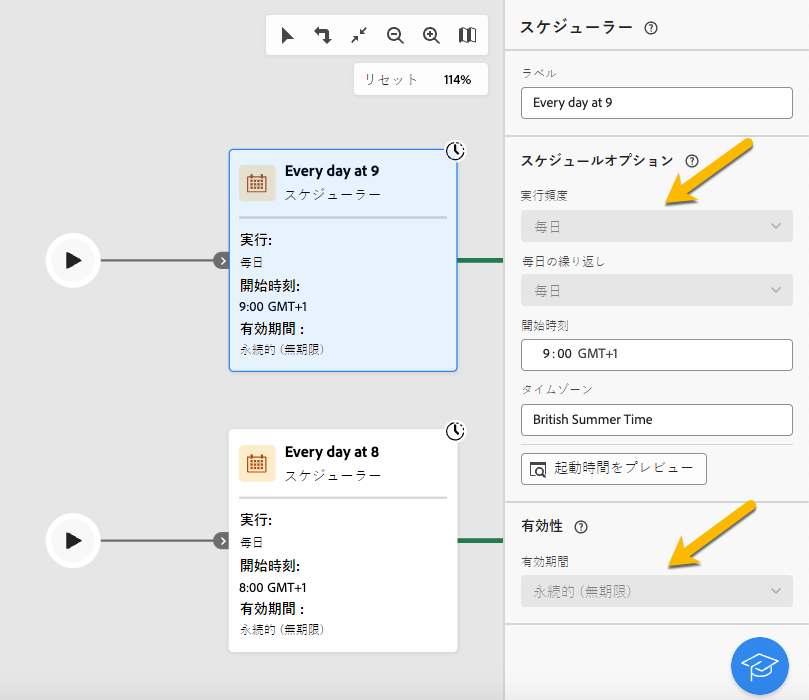 リセット 114%
Every day at 9
スケジューラー
実行:
毎日
開始時刻:
9:00 GMT+1
有効期間 :
永続的 (無期限)
Every day at 8
スケジューラー
実行:
毎日
開始時刻:
8:00 GMT+1
有効期間 :
永続的 (無期限)
スケジューラー
ラベル
Every day at 9
スケジュールオプション
実行頻度
毎日
毎日の繰り返し
毎日
開始時刻
9:00 GMT+1
タイムゾーン
British Summer Time
起動時間をプレビュー
有効性
有効期間
永続的 (無期限)